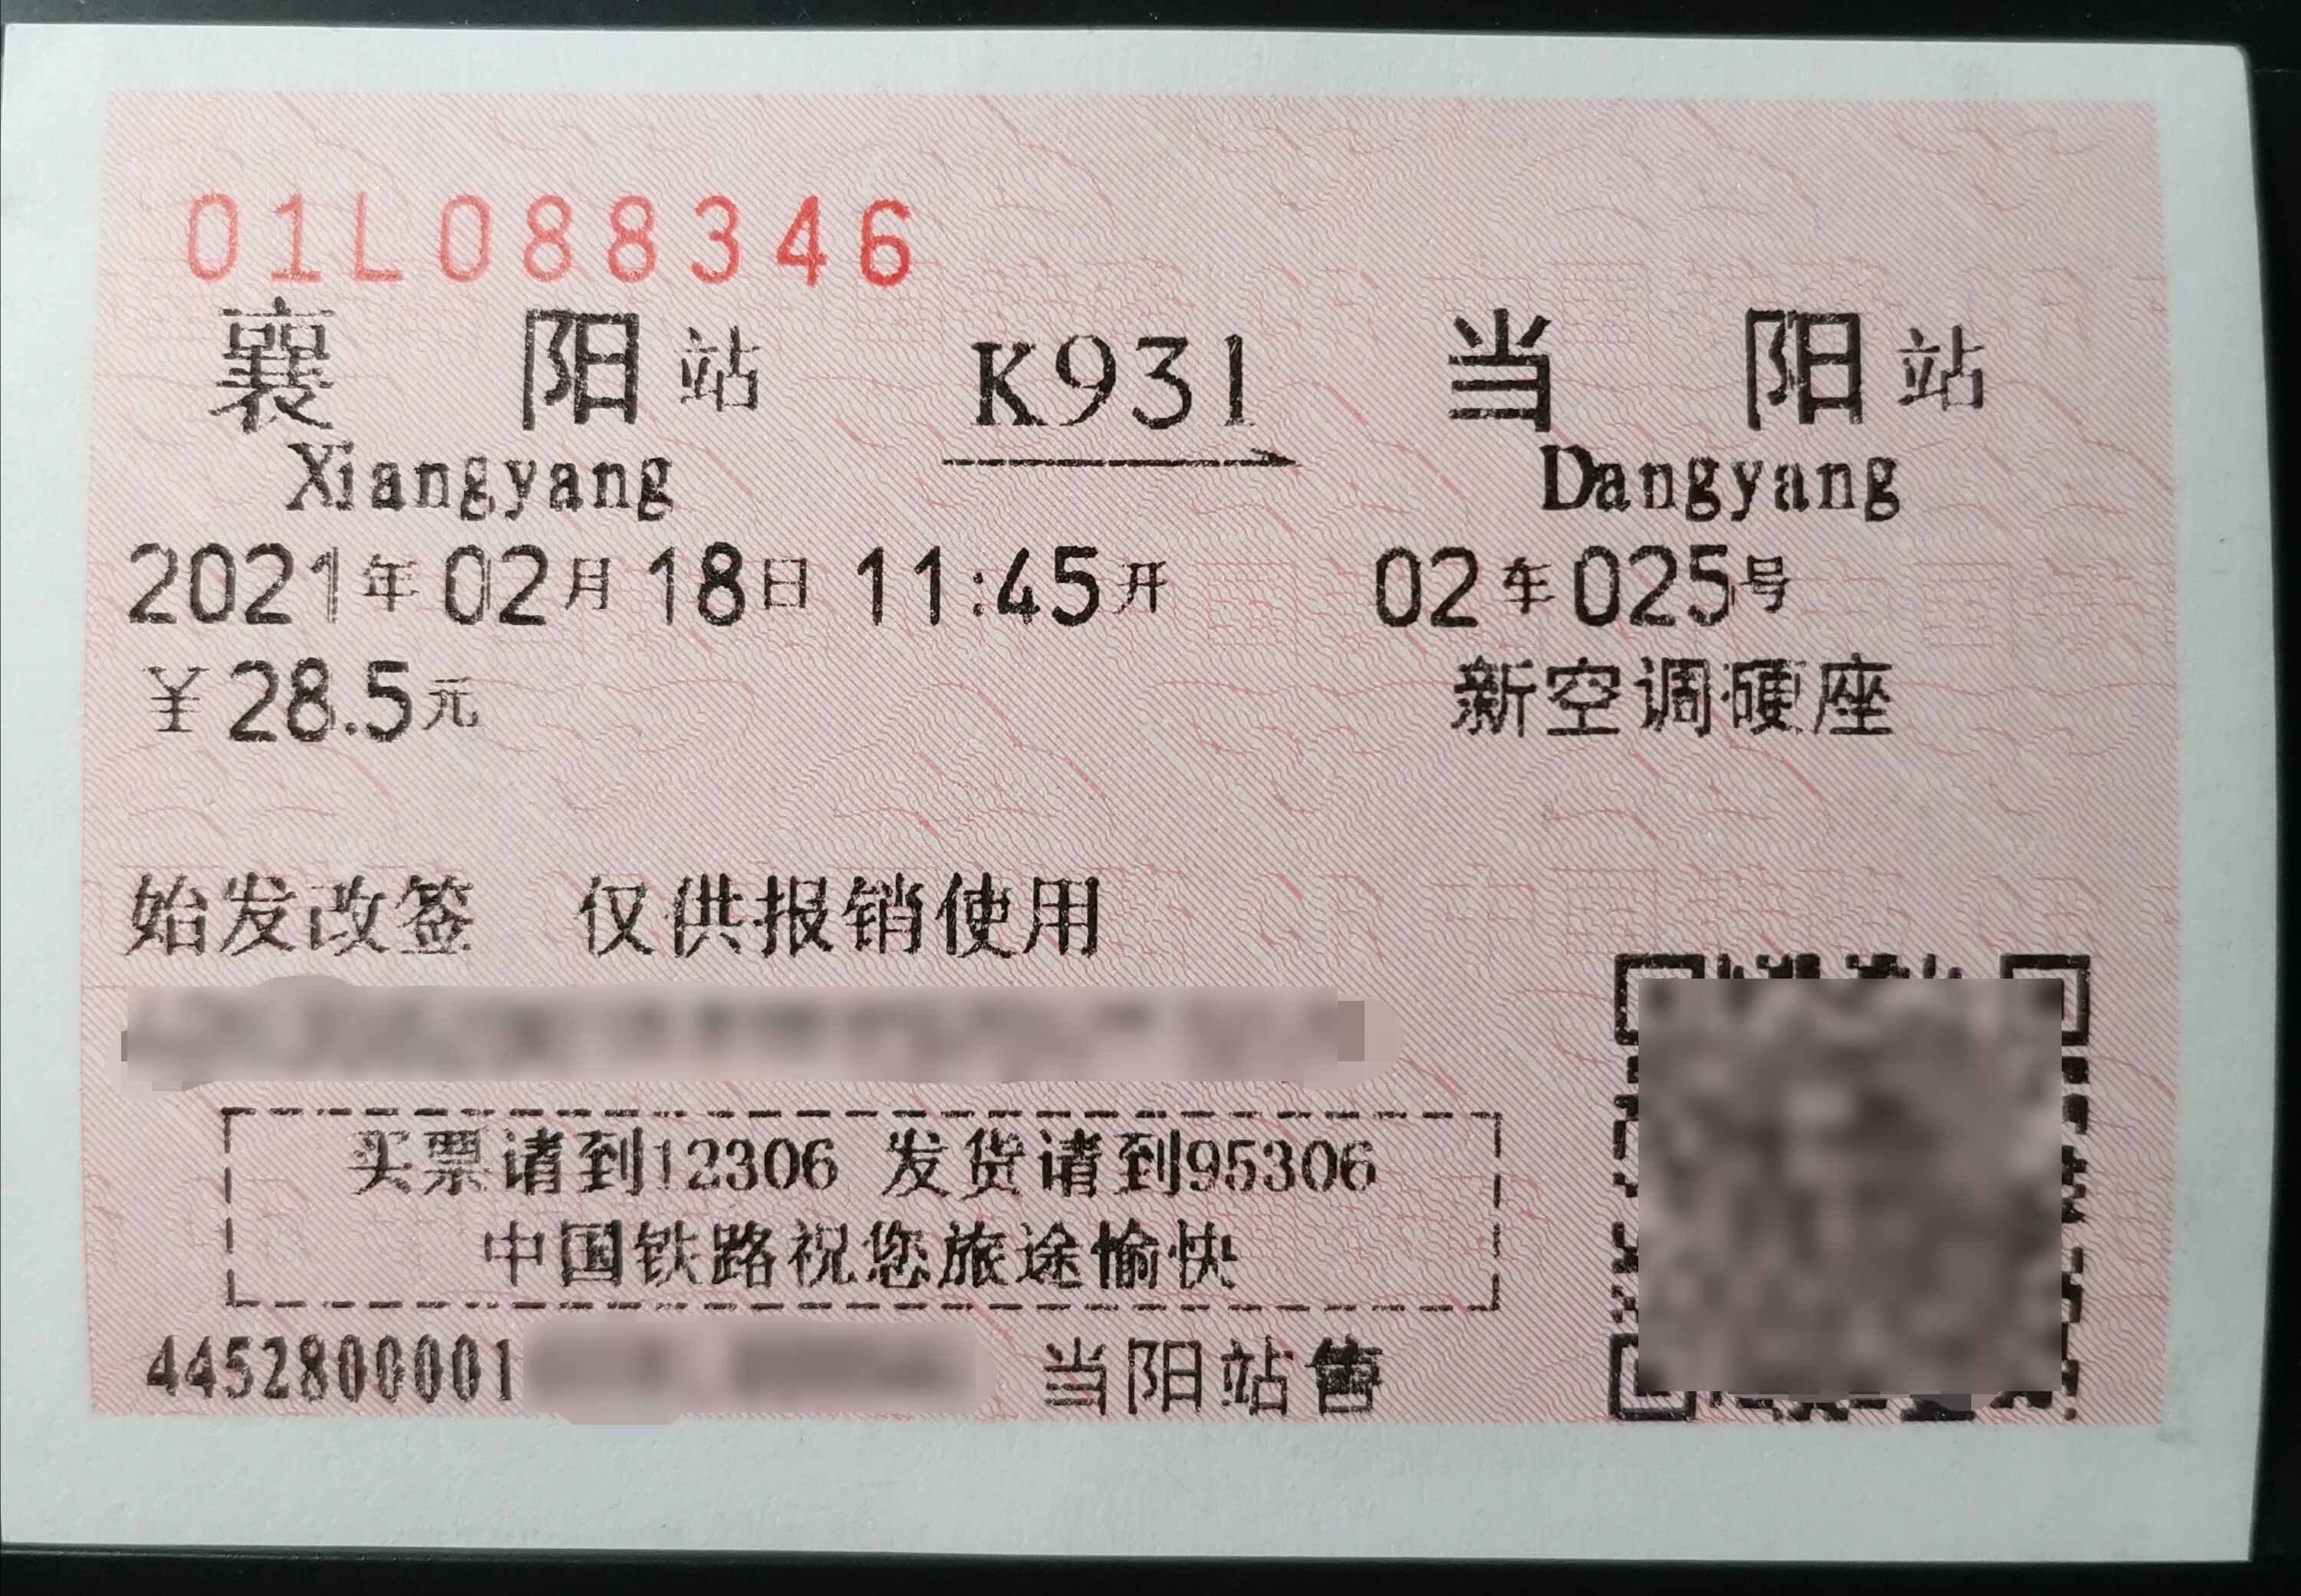 01L088346
襄阳站 K931 当阳站
Xiangyang Dangyang
2021年02月18日 11:45开 02车025号
￥28.5元 新空调硬座
始发改签 仅供报销使用
买票请到12306 发货请到95306
中国铁路祝您旅途愉快
4452800001 当阳站售